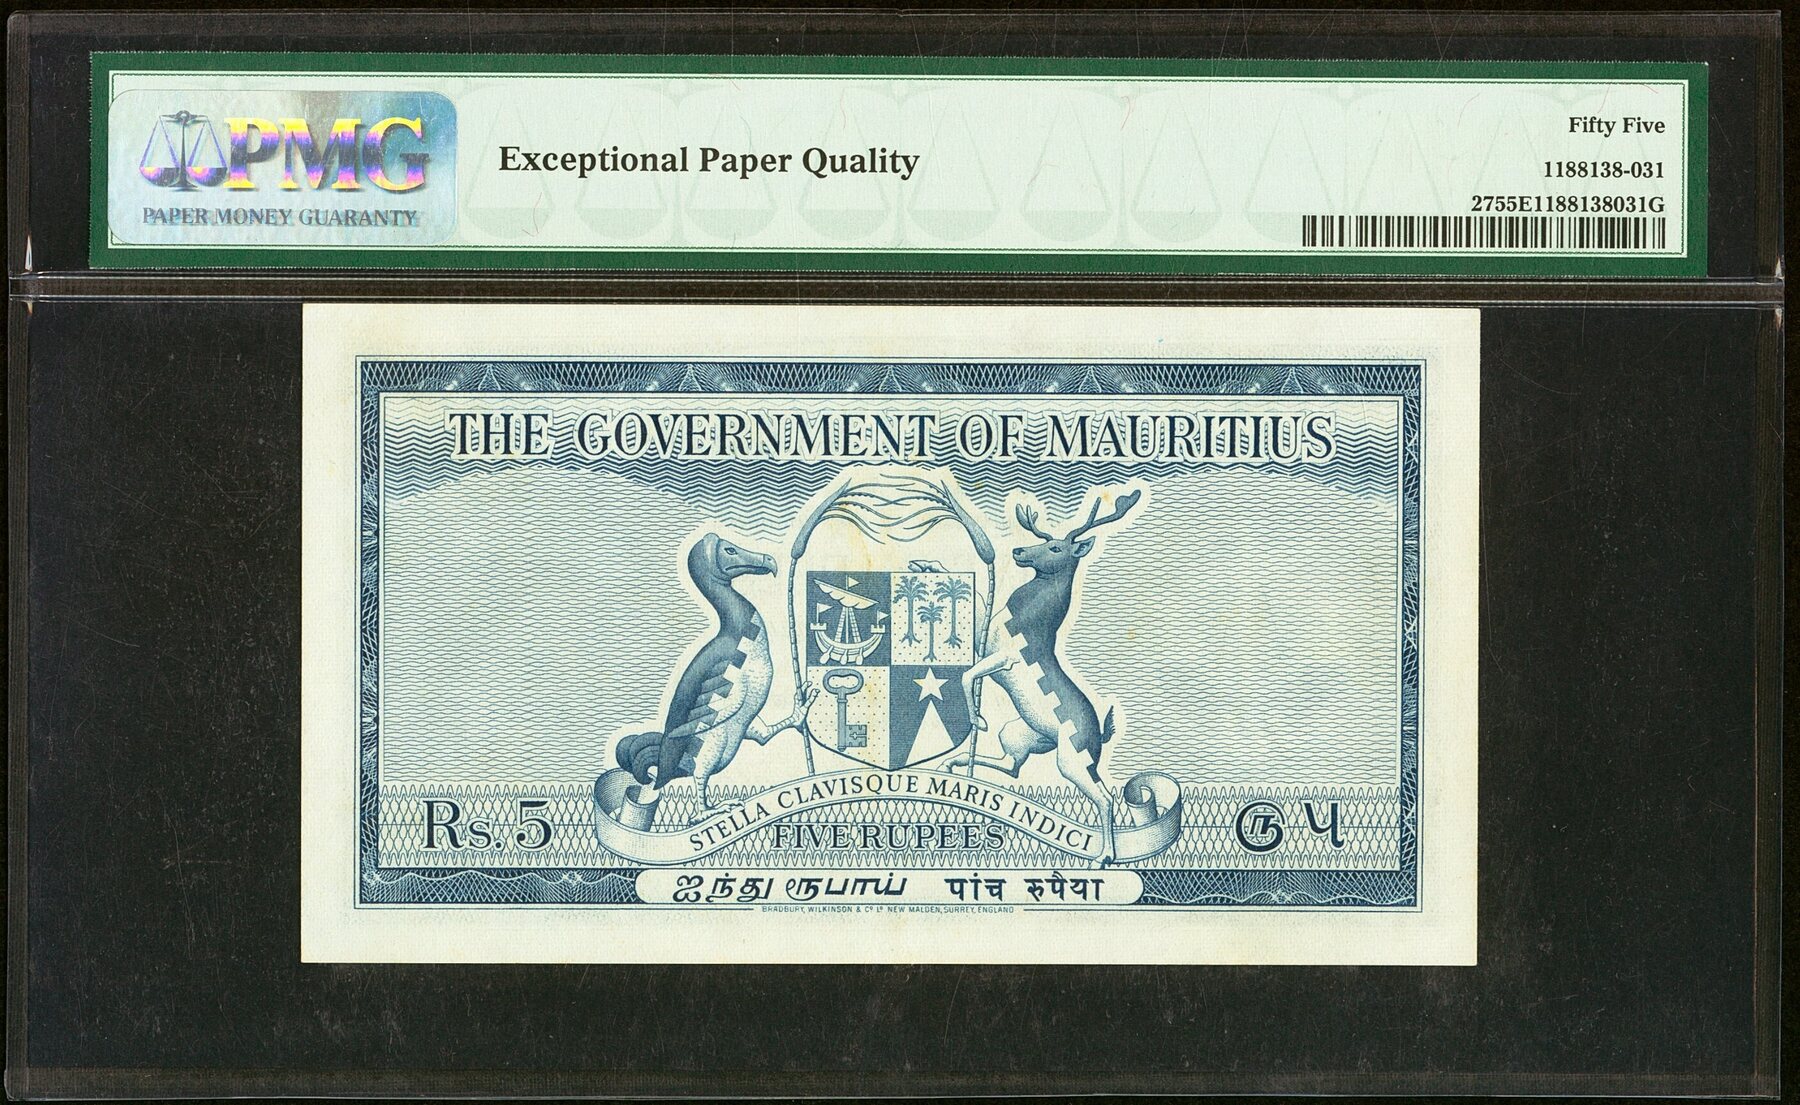 PMG
PAPER MONEY GUARANTY
Exceptional Paper Quality
Fifty Five
1188138-031
2755E1188138031G
THE GOVERNMENT OF MAURITIUS
STELLA CLAVISQUE MARIS INDICI
Rs. 5
FIVE RUPEES
௹ ५
ஐந்து ரூபாய் पांच रुपैया
BRADBURY, WILKINSON & Cº Lº NEW MALDEN, SURREY, ENGLAND